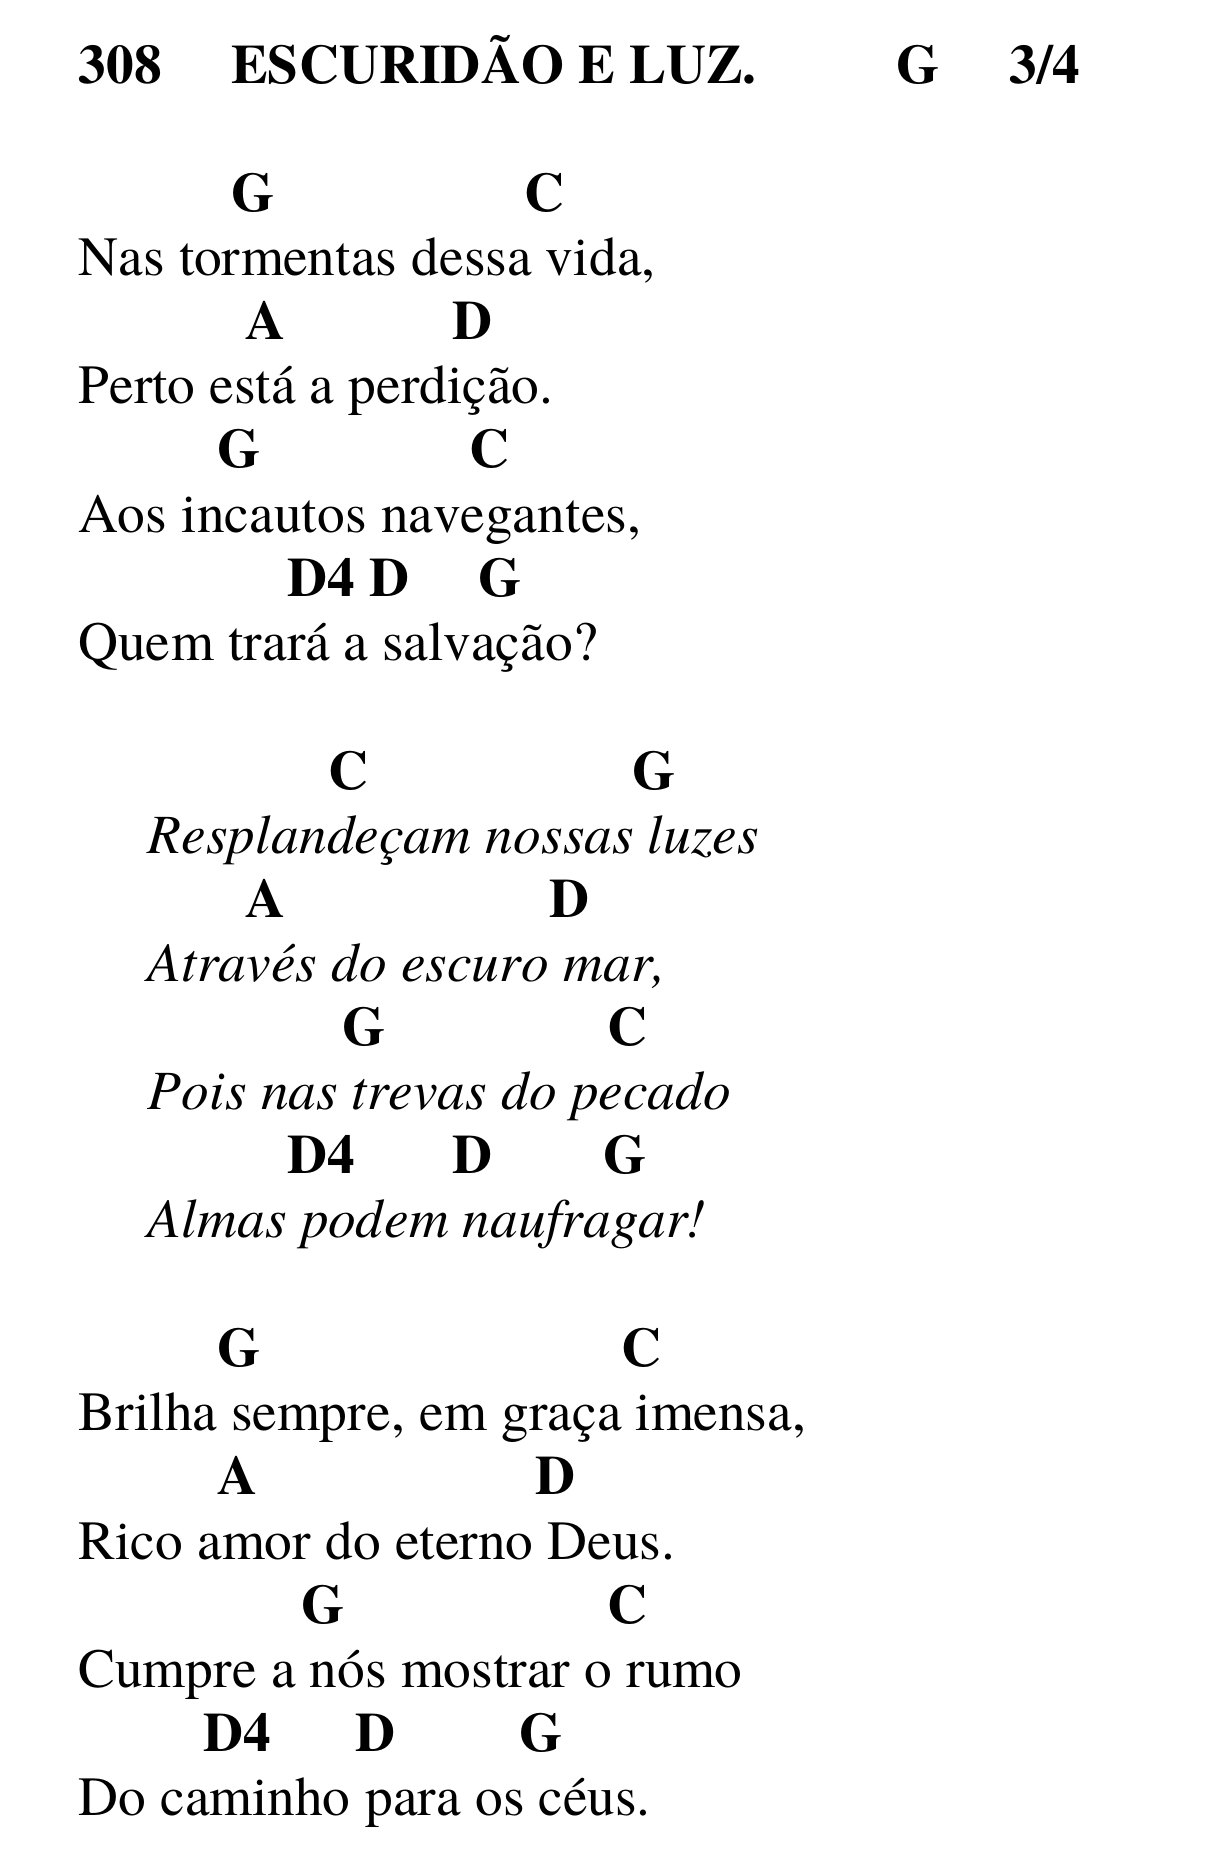 308 ESCURIDÃO E LUZ. G 3/4
G C
Nas tormentas dessa vida,
A D
Perto está a perdição.
G C
Aos incautos navegantes,
D4 D G
Quem trará a salvação?
C G
Resplandeçam nossas luzes
A D
Através do escuro mar,
G C
Pois nas trevas do pecado
D4 D G
Almas podem naufragar!
G C
Brilha sempre, em graça imensa,
A D
Rico amor do eterno Deus.
G C
Cumpre a nós mostrar o rumo
D4 D G
Do caminho para os céus.